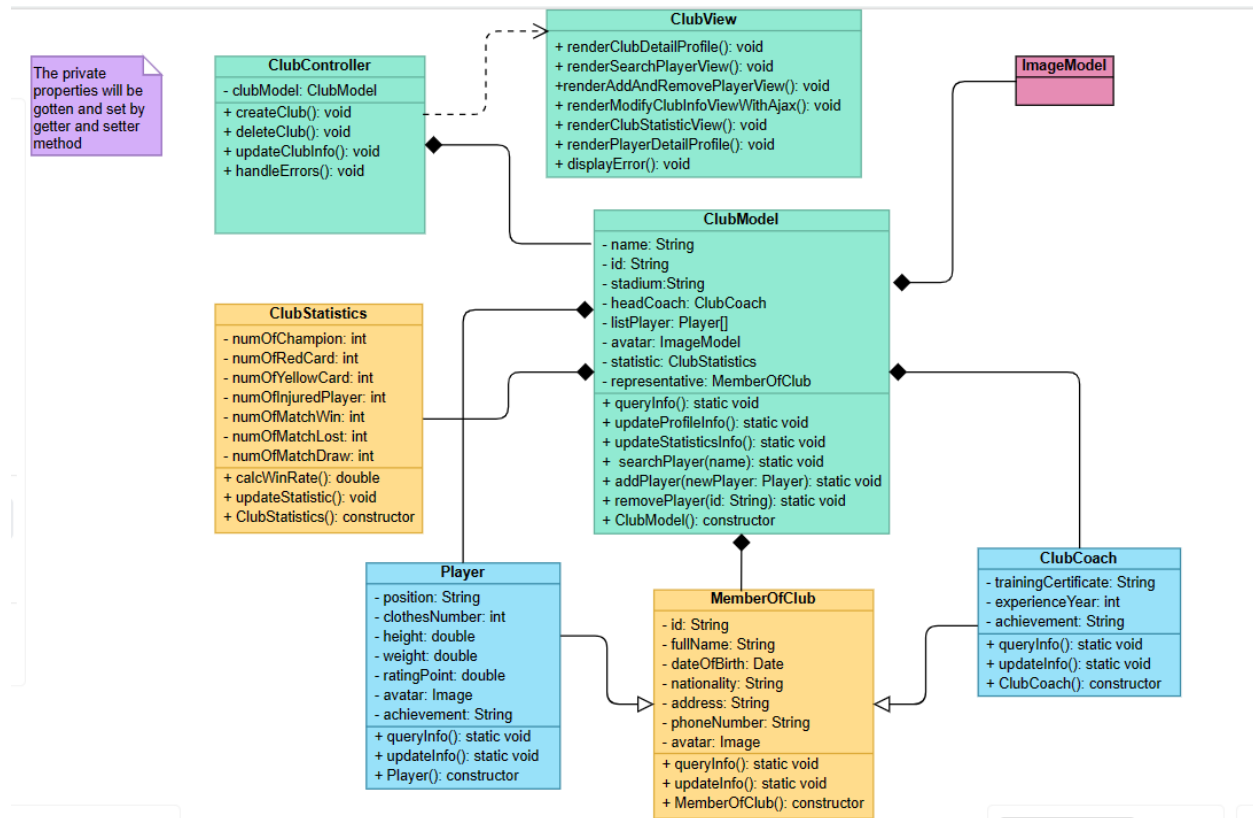 The private
properties will be
gotten and set by
getter and setter
method
ClubController
- clubModel: ClubModel
+ createClub(): void
+ deleteClub(): void
+ updateClubInfo(): void
+ handleErrors(): void
ClubView
+ renderClubDetailProfile(): void
+ renderSearchPlayerView(): void
+renderAddAndRemovePlayerView(): void
+ renderModifyClubInfoViewWithAjax(): void
+ renderClubStatisticView(): void
+ renderPlayerDetailProfile(): void
+ displayError(): void
ImageModel
ClubModel
- name: String
- id: String
- stadium:String
- headCoach: ClubCoach
- listPlayer: Player[]
- avatar: ImageModel
- statistic: ClubStatistics
- representative: MemberOfClub
+ queryInfo(): static void
+ updateProfileInfo(): static void
+ updateStatisticsInfo(): static void
+ searchPlayer(name): static void
+ addPlayer(newPlayer: Player): static void
+ removePlayer(id: String): static void
+ ClubModel(): constructor
ClubStatistics
- numOfChampion: int
- numOfRedCard: int
- numOfYellowCard: int
- numOfInjuredPlayer: int
- numOfMatchWin: int
- numOfMatchLost: int
- numOfMatchDraw: int
+ calcWinRate(): double
+ updateStatistic(): void
+ ClubStatistics(): constructor
Player
- position: String
- clothesNumber: int
- height: double
- weight: double
- ratingPoint: double
- avatar: Image
- achievement: String
+ queryInfo(): static void
+ updateInfo(): static void
+ Player(): constructor
MemberOfClub
- id: String
- fullName: String
- dateOfBirth: Date
- nationality: String
- address: String
- phoneNumber: String
- avatar: Image
+ queryInfo(): static void
+ updateInfo(): static void
+ MemberOfClub(): constructor
ClubCoach
- trainingCertificate: String
- experienceYear: int
- achievement: String
+ queryInfo(): static void
+ updateInfo(): static void
+ ClubCoach(): constructor